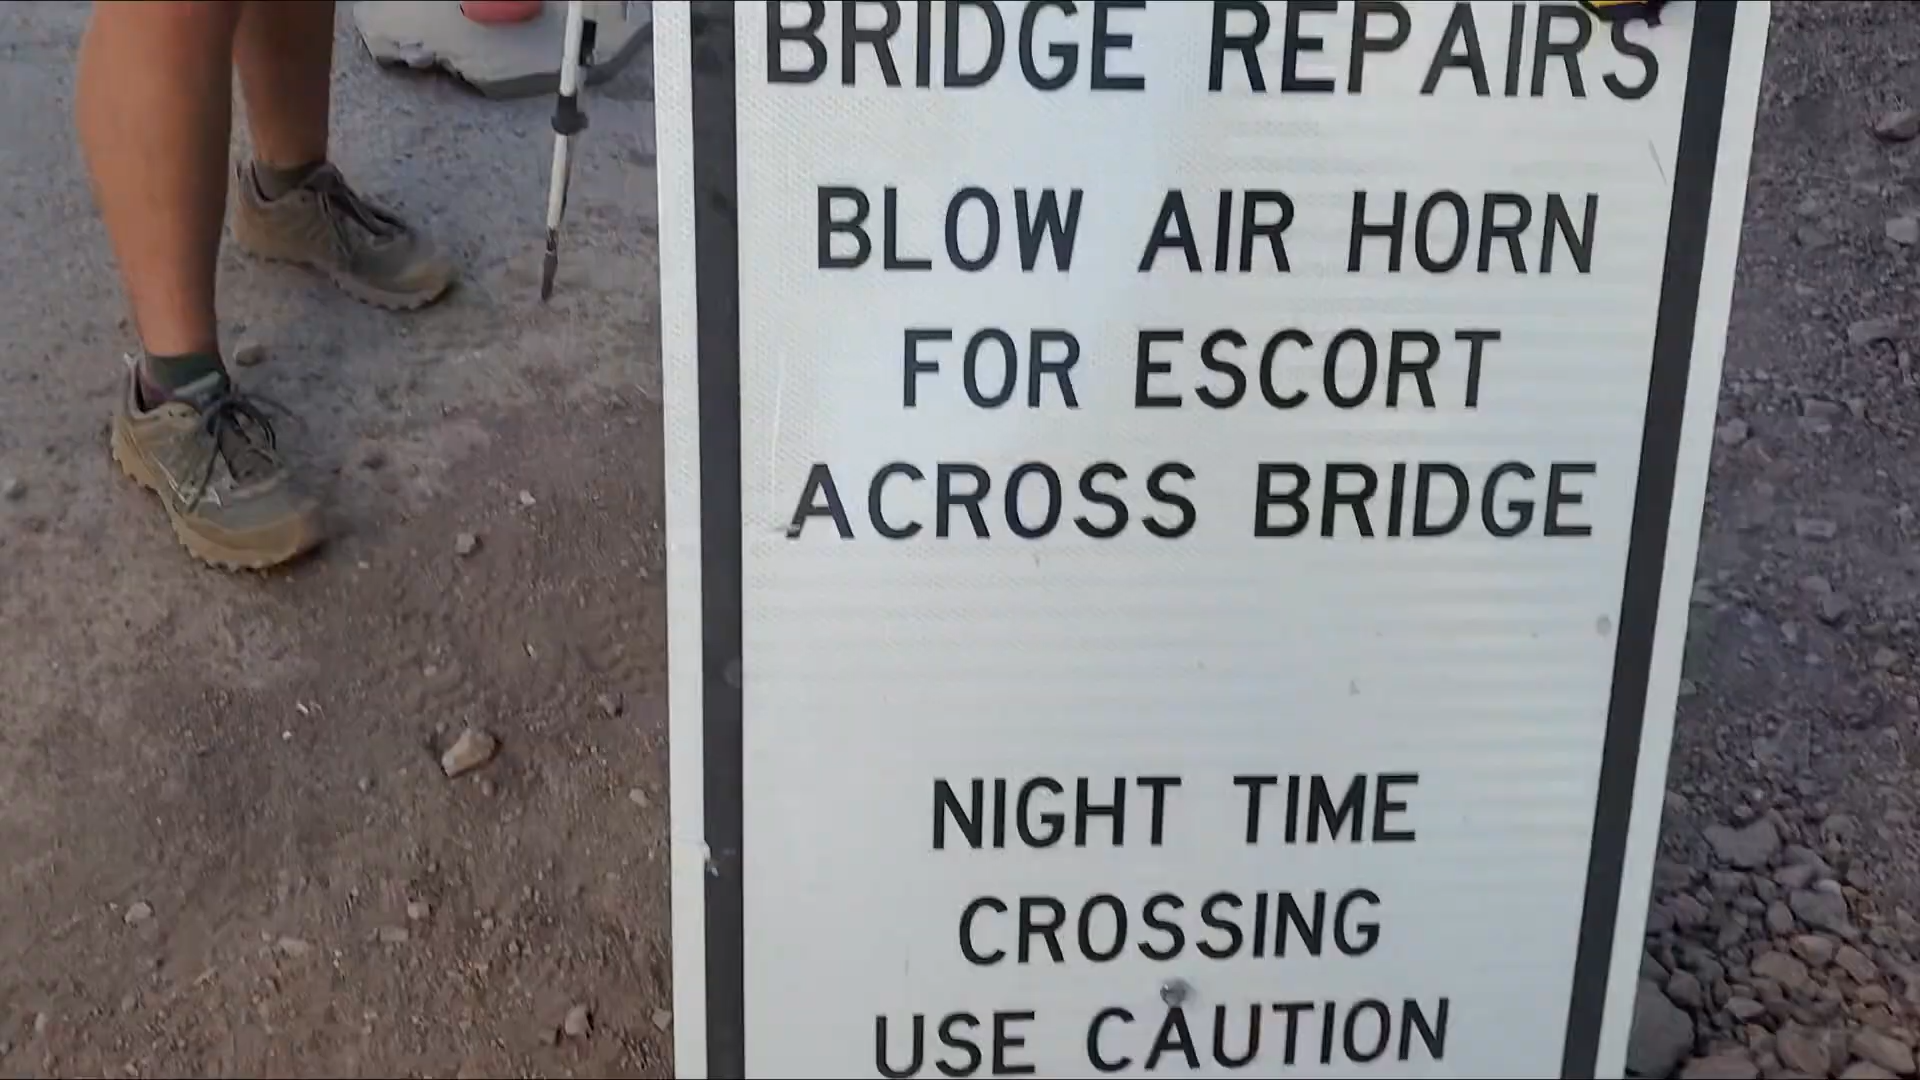 BRIDGE REPAIRS
BLOW AIR HORN
FOR ESCORT
ACROSS BRIDGE
NIGHT TIME
CROSSING
USE CAUTION